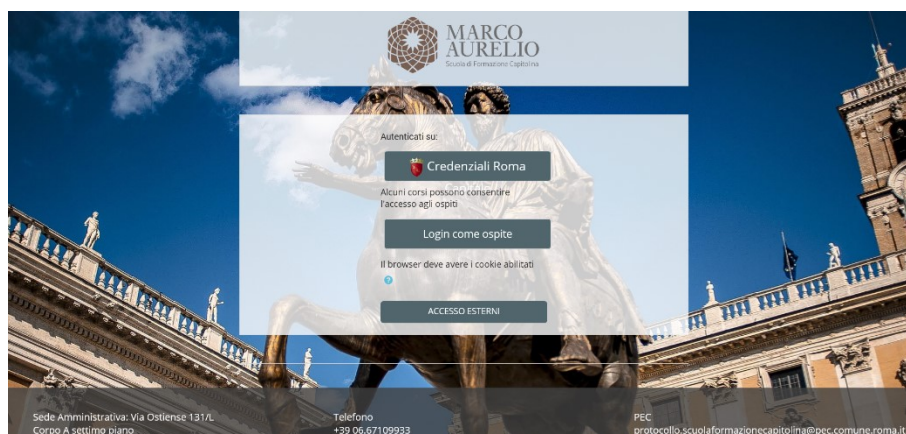 MARCO
AURELIO
Scuola di Formazione Capitolina
Autenticati su:
Credenziali Roma
Alcuni corsi possono consentire
l'accesso agli ospiti
Login come ospite
Il browser deve avere i cookie abilitati
?
ACCESSO ESTERNI
Sede Amministrativa: Via Ostiense 131/L
Corpo A settimo piano
Telefono
+39 06.67109933
PEC
protocollo.scuolaformazionecapitolina@pec.comune.roma.it